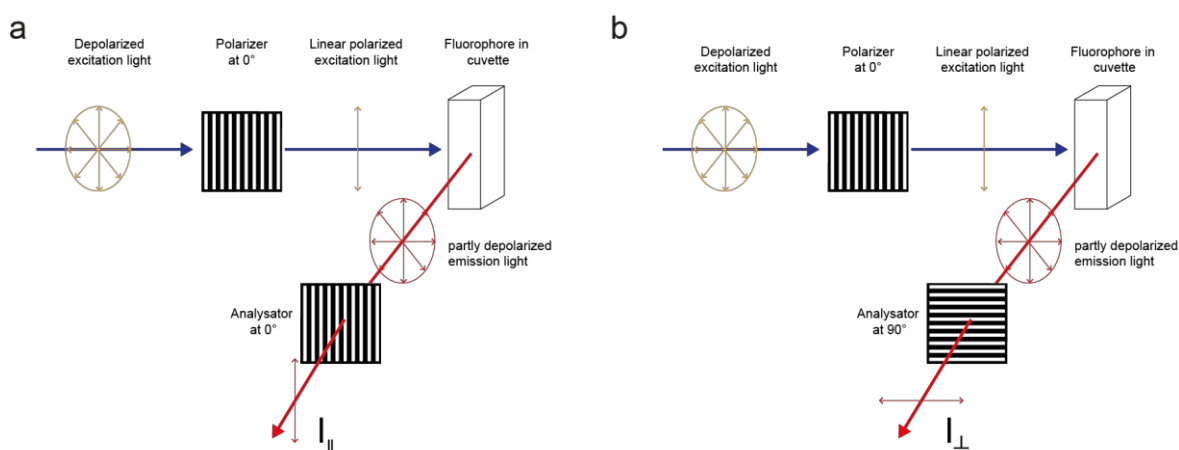 a
Depolarized
excitation light
Polarizer
at 0°
Linear polarized
excitation light
Fluorophore in
cuvette
partly depolarized
emission light
Analysator
at 0°
I||
b
Depolarized
excitation light
Polarizer
at 0°
Linear polarized
excitation light
Fluorophore in
cuvette
partly depolarized
emission light
Analysator
at 90°
I⊥